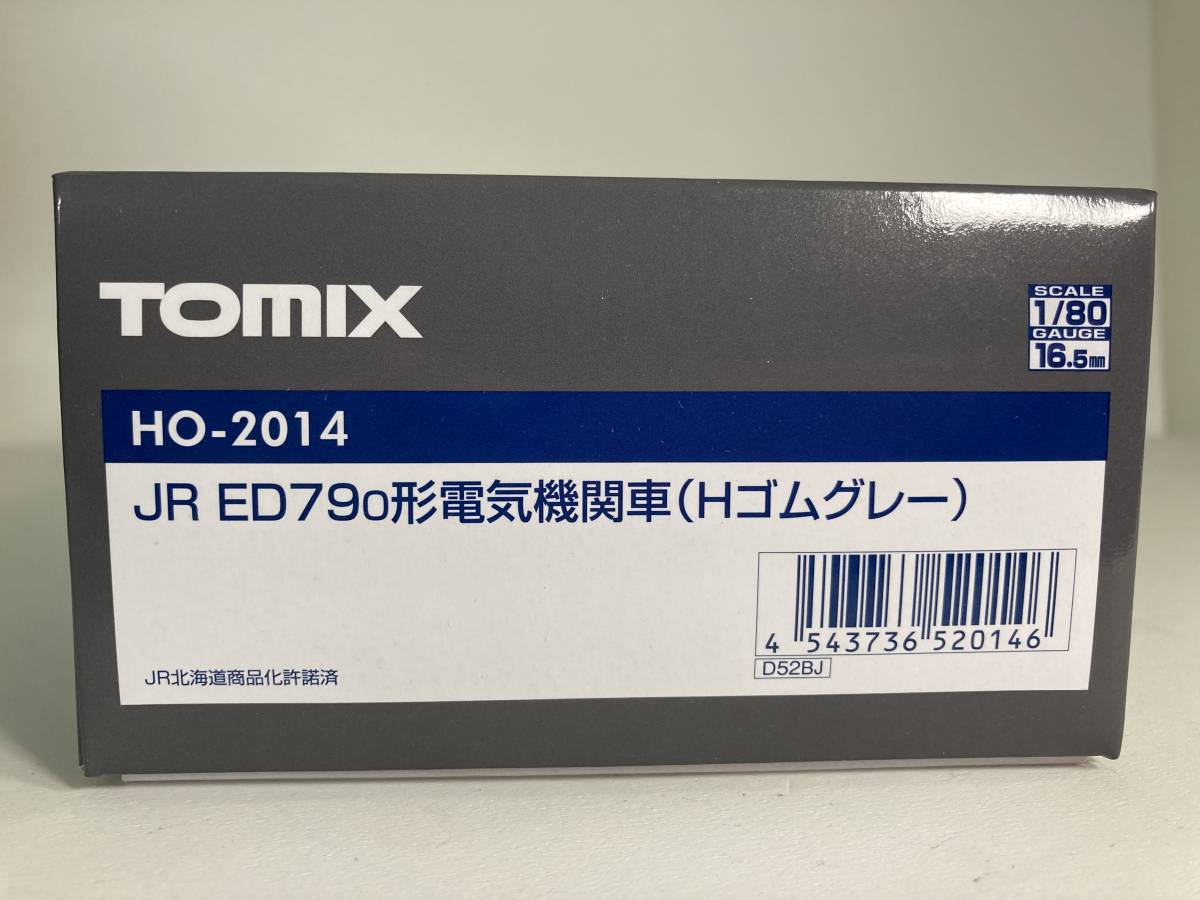 TOMIX
SCALE
1/80
GAUGE
16.5mm
HO-2014
JR ED790形電気機関車(Hゴムグレー)
4 543736 520146
D52BJ
JR北海道商品化許諾済